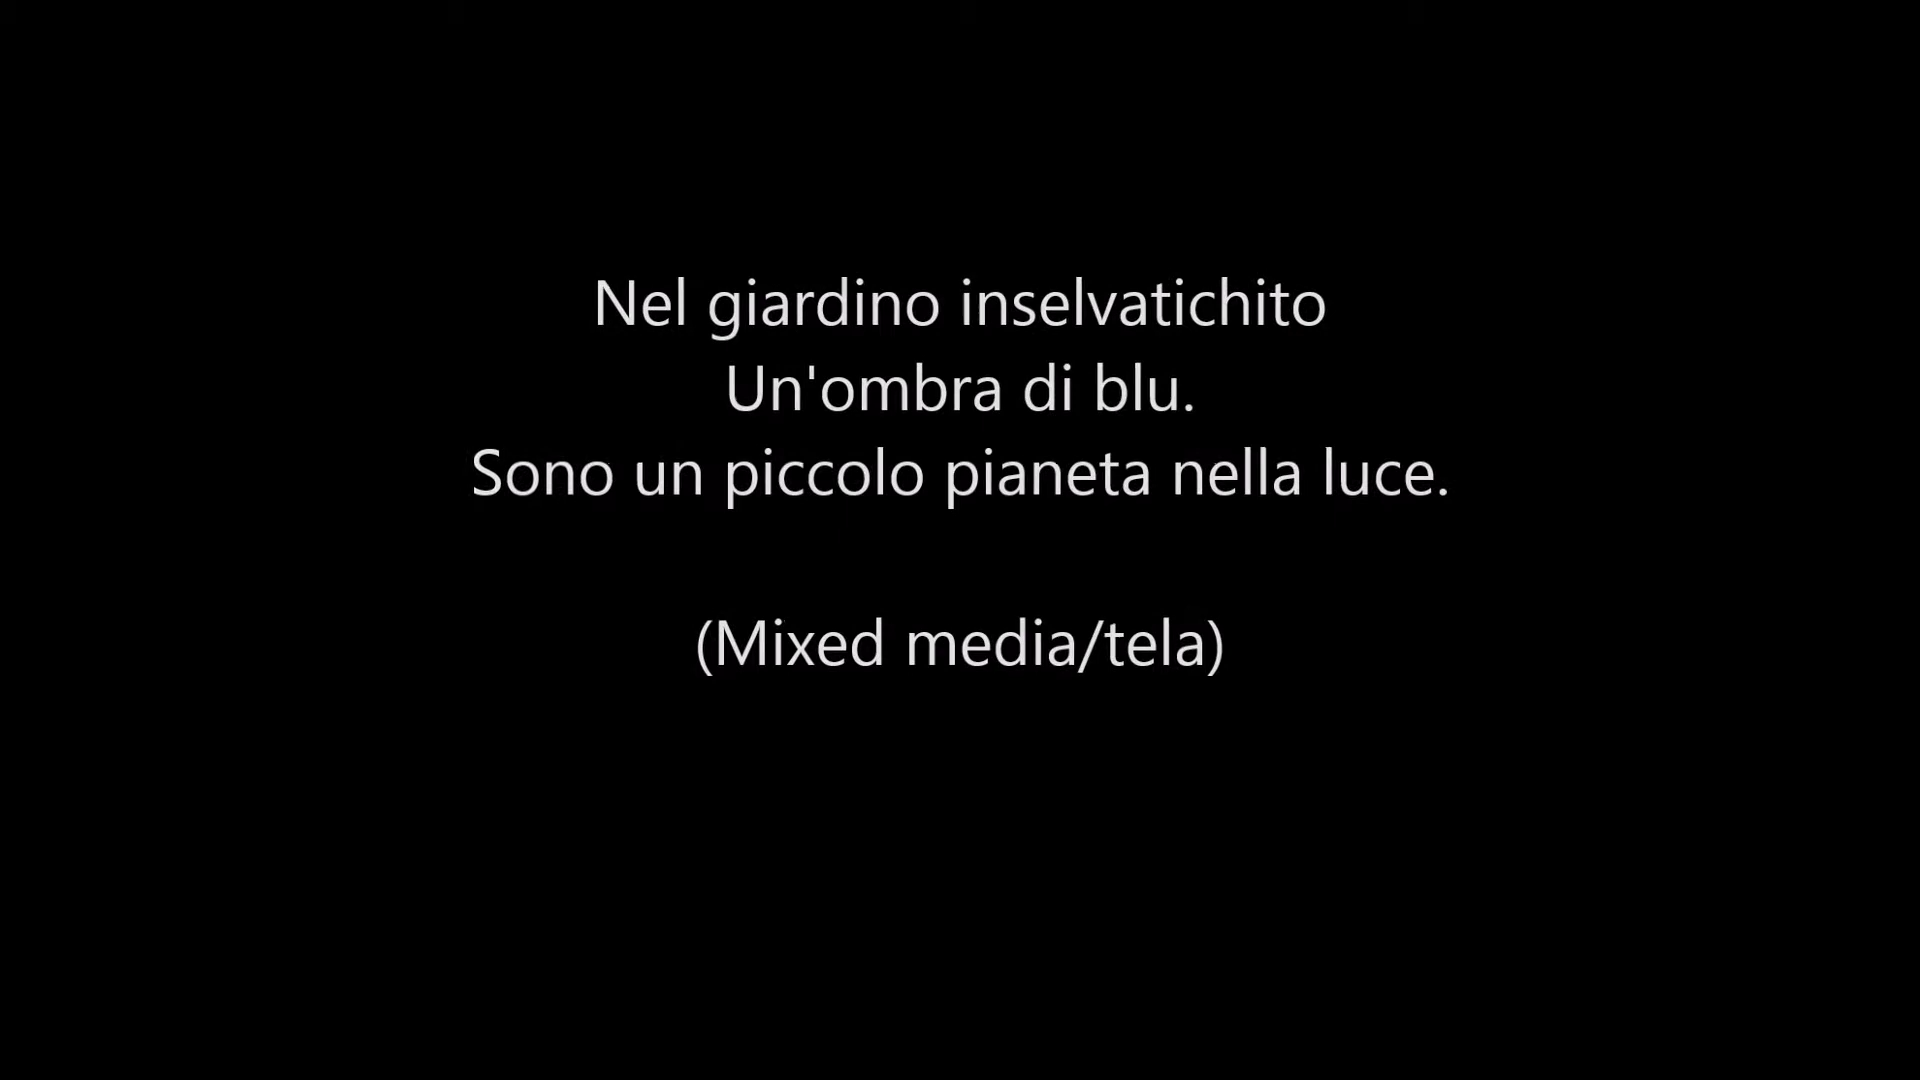 Nel giardino inselvatichito
Un'ombra di blu.
Sono un piccolo pianeta nella luce.
(Mixed media/tela)